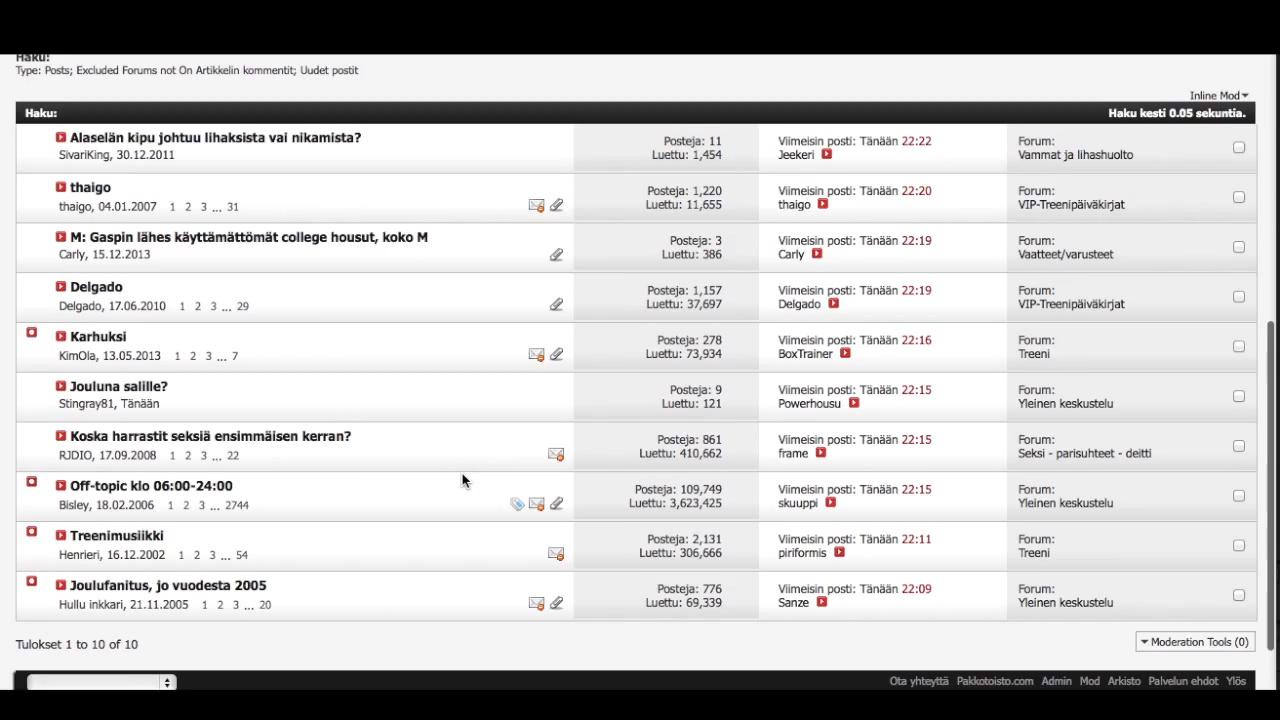 Haku:
Type: Posts; Excluded Forums not On Artikkelin kommentit; Uudet postit
Inline Mod
Haku: Haku kesti 0.05 sekuntia.
Alaselän kipu johtuu lihaksista vai nikamista?
SivariKing, 30.12.2011
Posteja: 11
Luettu: 1,454
Viimeisin posti: Tänään 22:22
Jeekeri
Forum:
Vammat ja lihashuolto
thaigo
thaigo, 04.01.2007 1 2 3 ... 31
Posteja: 1,220
Luettu: 11,655
Viimeisin posti: Tänään 22:20
thaigo
Forum:
VIP-Treenipäiväkirjat
M: Gaspin lähes käyttämättömät college housut, koko M
Carly, 15.12.2013
Posteja: 3
Luettu: 386
Viimeisin posti: Tänään 22:19
Carly
Forum:
Vaatteet/varusteet
Delgado
Delgado, 17.06.2010 1 2 3 ... 29
Posteja: 1,157
Luettu: 37,697
Viimeisin posti: Tänään 22:19
Delgado
Forum:
VIP-Treenipäiväkirjat
Karhuksi
KimOla, 13.05.2013 1 2 3 ... 7
Posteja: 278
Luettu: 73,934
Viimeisin posti: Tänään 22:16
BoxTrainer
Forum:
Treeni
Jouluna salille?
Stingray81, Tänään
Posteja: 9
Luettu: 121
Viimeisin posti: Tänään 22:15
Powerhousu
Forum:
Yleinen keskustelu
Koska harrastit seksiä ensimmäisen kerran?
RJDIO, 17.09.2008 1 2 3 ... 22
Posteja: 861
Luettu: 410,662
Viimeisin posti: Tänään 22:15
frame
Forum:
Seksi - parisuhteet - deitti
Off-topic klo 06:00-24:00
Bisley, 18.02.2006 1 2 3 ... 2744
Posteja: 109,749
Luettu: 3,623,425
Viimeisin posti: Tänään 22:15
skuuppi
Forum:
Yleinen keskustelu
Treenimusiikki
Henrieri, 16.12.2002 1 2 3 ... 54
Posteja: 2,131
Luettu: 306,666
Viimeisin posti: Tänään 22:11
piriformis
Forum:
Treeni
Joulufanitus, jo vuodesta 2005
Hullu inkkari, 21.11.2005 1 2 3 ... 20
Posteja: 776
Luettu: 69,339
Viimeisin posti: Tänään 22:09
Sanze
Forum:
Yleinen keskustelu
Tulokset 1 to 10 of 10
Moderation Tools (0)
Ota yhteyttä Pakkotoisto.com Admin Mod Arkisto Palvelun ehdot Ylös